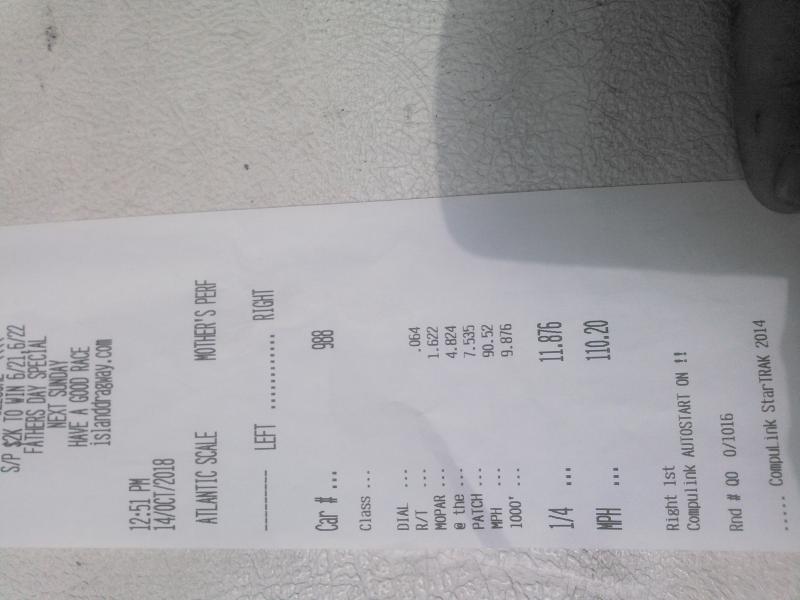 S/P $2K TO WIN 6/21,6/22
FATHERS DAY SPECIAL
NEXT SUNDAY
HAVE A GOOD RACE
islanddragway.com
12:51 PM
14/OCT/2018
ATLANTIC SCALE MOTHER'S PERF
--------- LEFT ............ RIGHT
Car # ... 988
Class ...
DIAL ...
R/T ... .064
MOPAR ... 1.622
@ the ... 4.824
PATCH ... 7.535
MPH ... 90.52
1000' ... 9.876
1/4 ... 11.876
MPH ... 110.20
Right 1st
Compulink AUTOSTART ON !!
Rnd # Q0 0/1016
..... CompuLink StarTRAK 2014